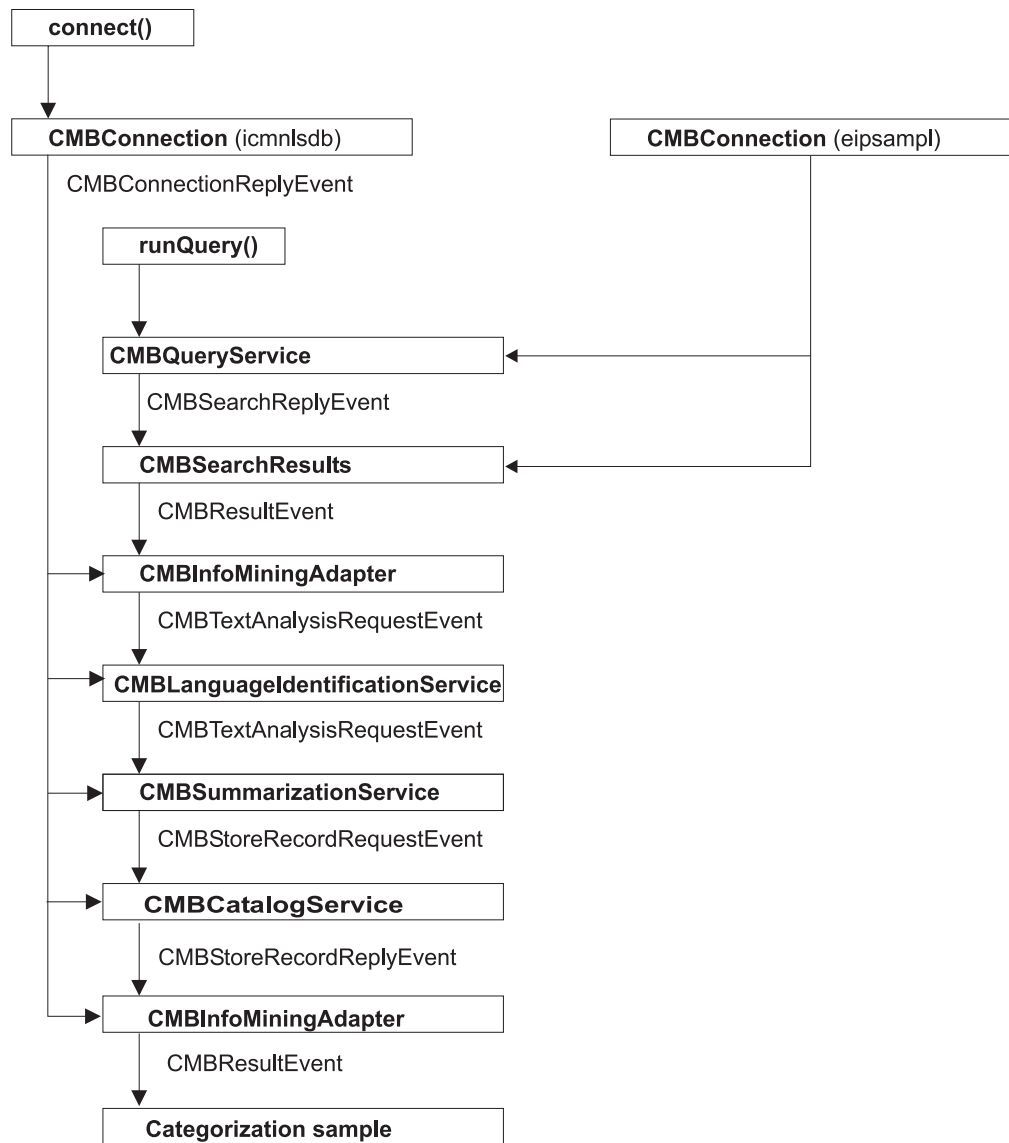 connect()
CMBConnection (icmnlsdb)
CMBConnection (eipsampl)
CMBConnectionReplyEvent
runQuery()
CMBQueryService
CMBSearchReplyEvent
CMBSearchResults
CMBResultEvent
CMBInfoMiningAdapter
CMBTextAnalysisRequestEvent
CMBLanguageIdentificationService
CMBTextAnalysisRequestEvent
CMBSummarizationService
CMBStoreRecordRequestEvent
CMBCatalogService
CMBStoreRecordReplyEvent
CMBInfoMiningAdapter
CMBResultEvent
Categorization sample